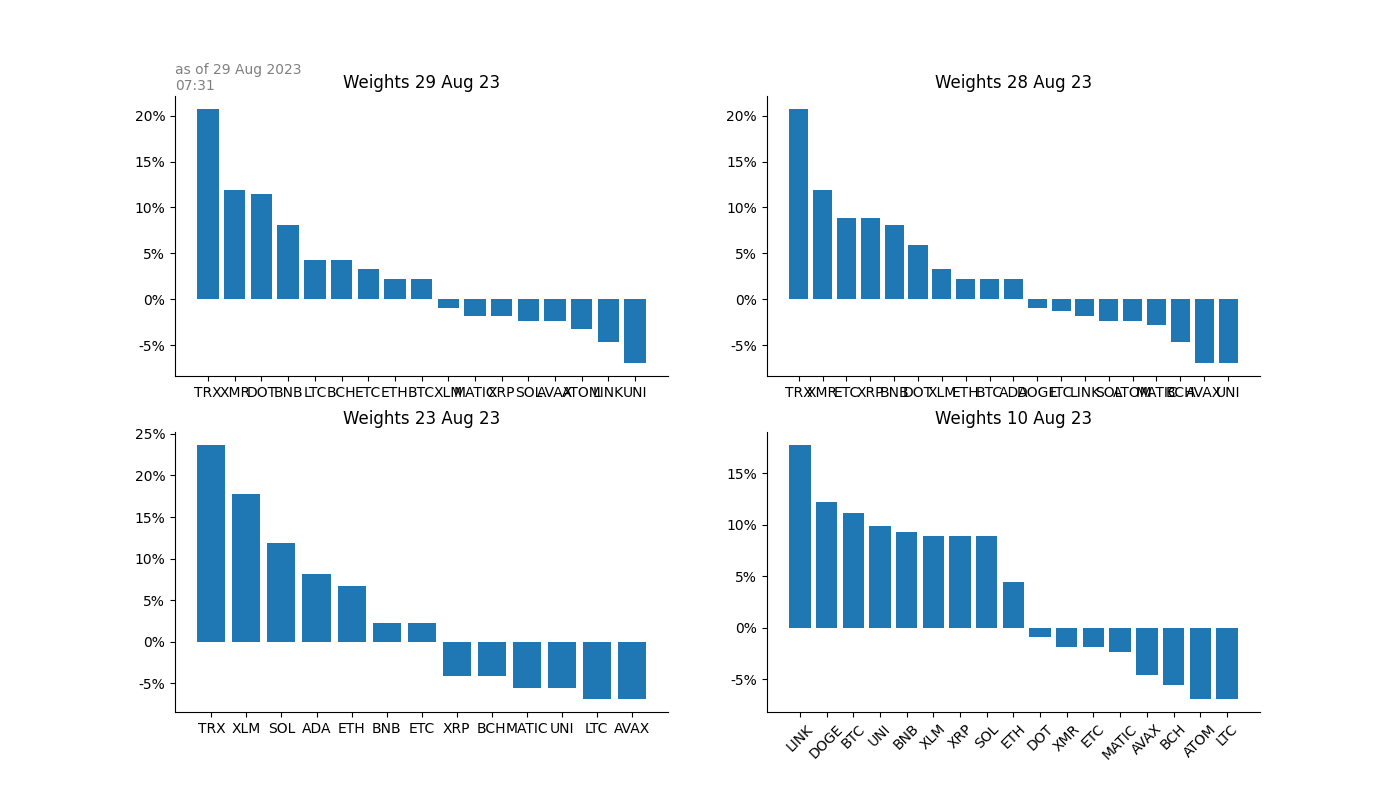 as of 29 Aug 2023
07:31
Weights 29 Aug 23
20%
15%
10%
5%
0%
-5%
TRX XMR DOT BNB LTC BCH ETC ETH BTC XLM MATIC XRP SOL AVAX ATOM LINK UNI
Weights 28 Aug 23
20%
15%
10%
5%
0%
-5%
TRX XMR ETC XRP BNB DOT XLM ETH BTC ADA DOGE LINK SOL ATOM MATIC BCH AVAX UNI
Weights 23 Aug 23
25%
20%
15%
10%
5%
0%
-5%
TRX XLM SOL ADA ETH BNB ETC XRP BCH MATIC UNI LTC AVAX
Weights 10 Aug 23
15%
10%
5%
0%
-5%
LINK DOGE BTC UNI BNB XLM XRP SOL ETH DOT XMR ETC MATIC AVAX BCH ATOM LTC